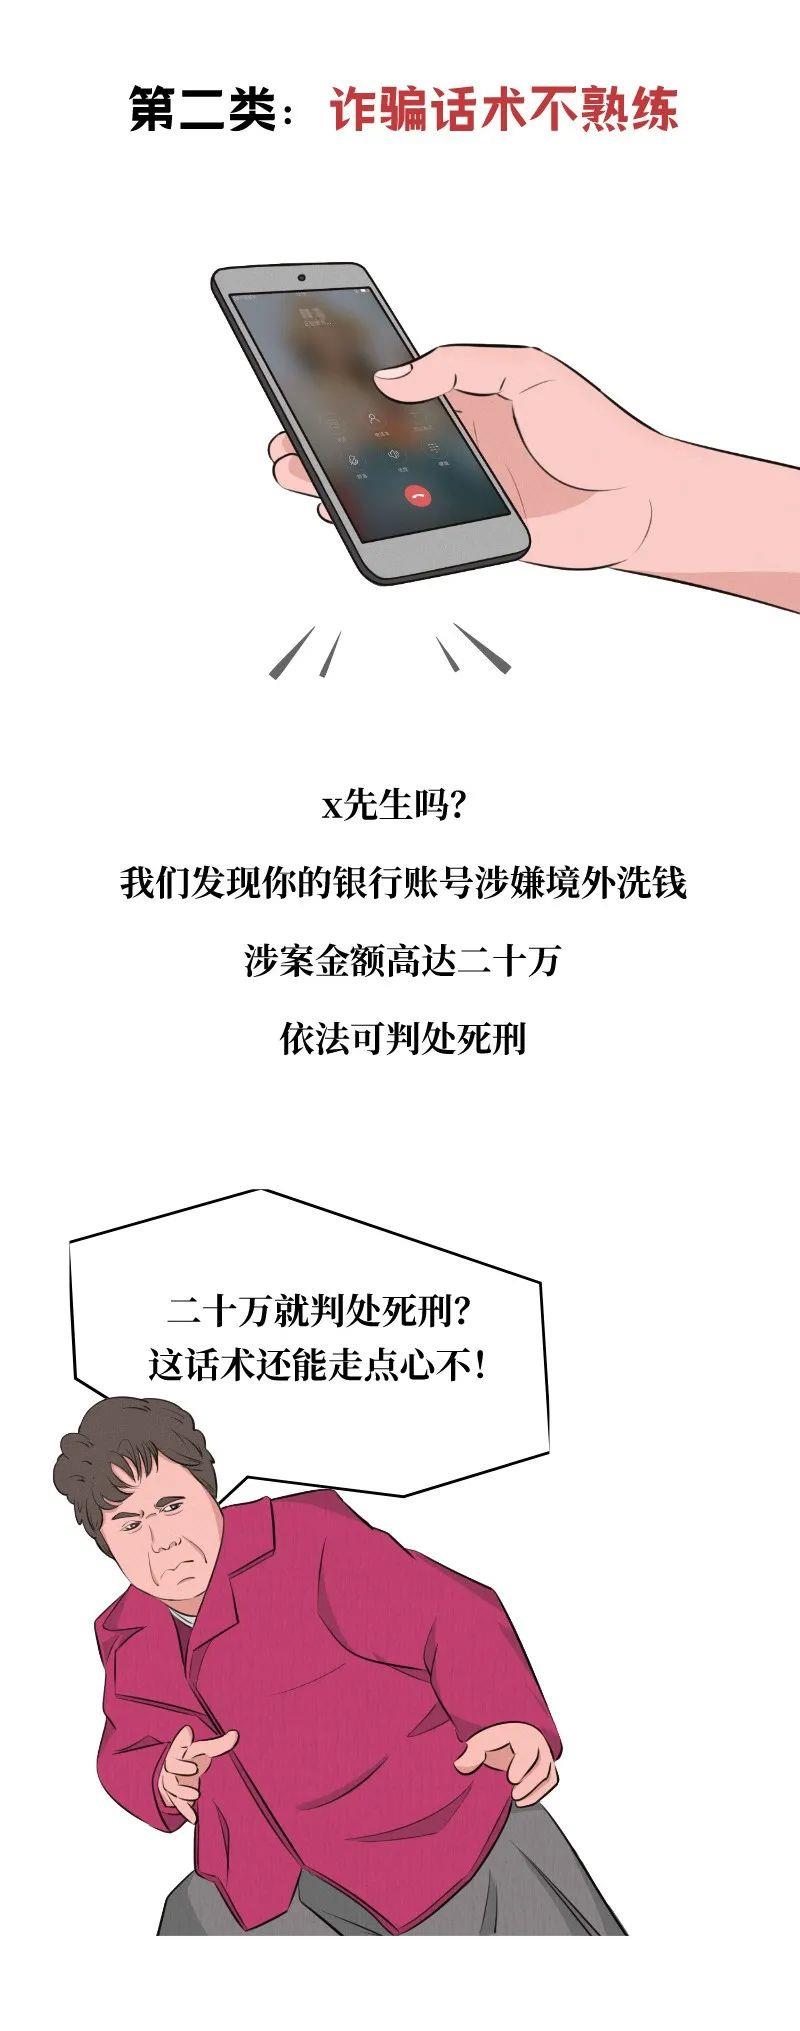 第二类：诈骗话术不熟练
x先生吗？
我们发现你的银行账号涉嫌境外洗钱
涉案金额高达二十万
依法可判处死刑
二十万就判处死刑？
这话术还能走点心不！